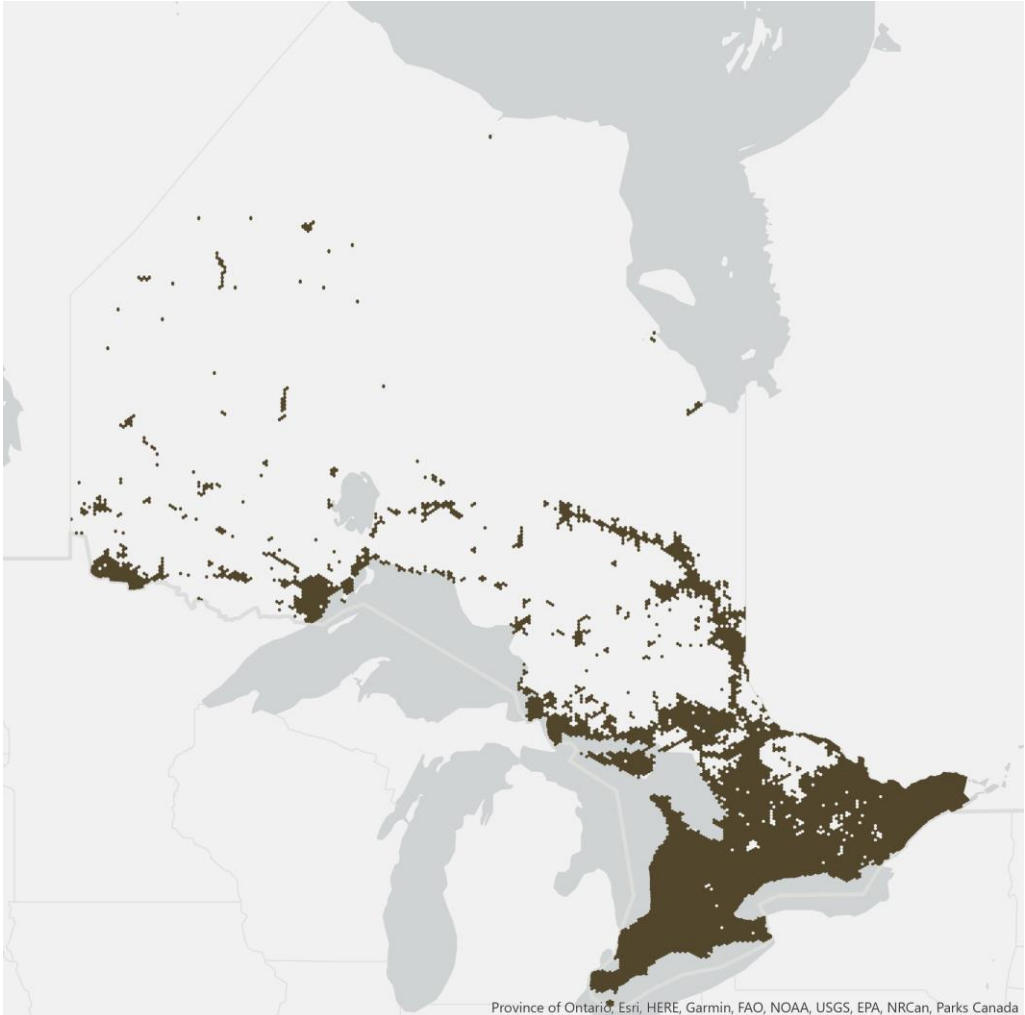 Province of Ontario, Esri, HERE, Garmin, FAO, NOAA, USGS, EPA, NRCan, Parks Canada